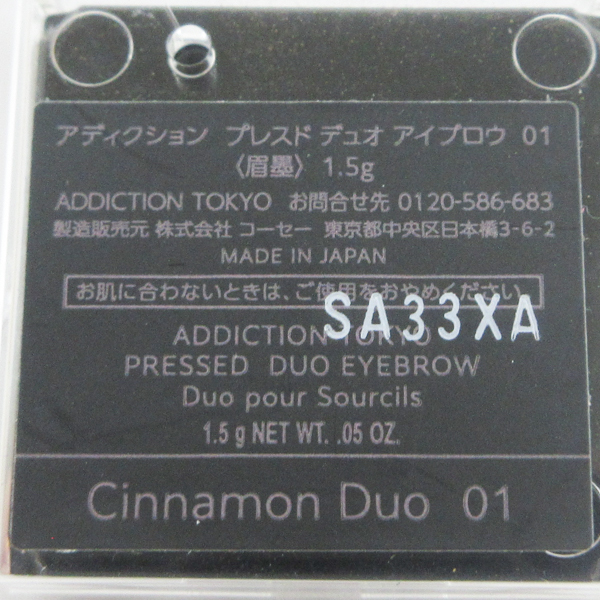 アディクション プレスド デュオ アイブロウ 01
〈眉墨〉 1.5g
ADDICTION TOKYO お問合せ先 0120-586-683
製造販売元 株式会社 コーセー 東京都中央区日本橋3-6-2
MADE IN JAPAN
お肌に合わないときは、ご使用をおやめください。
SA33XA
ADDICTION TOKYO
PRESSED DUO EYEBROW
Duo pour Sourcils
1.5 g NET WT. .05 OZ.
Cinnamon Duo 01